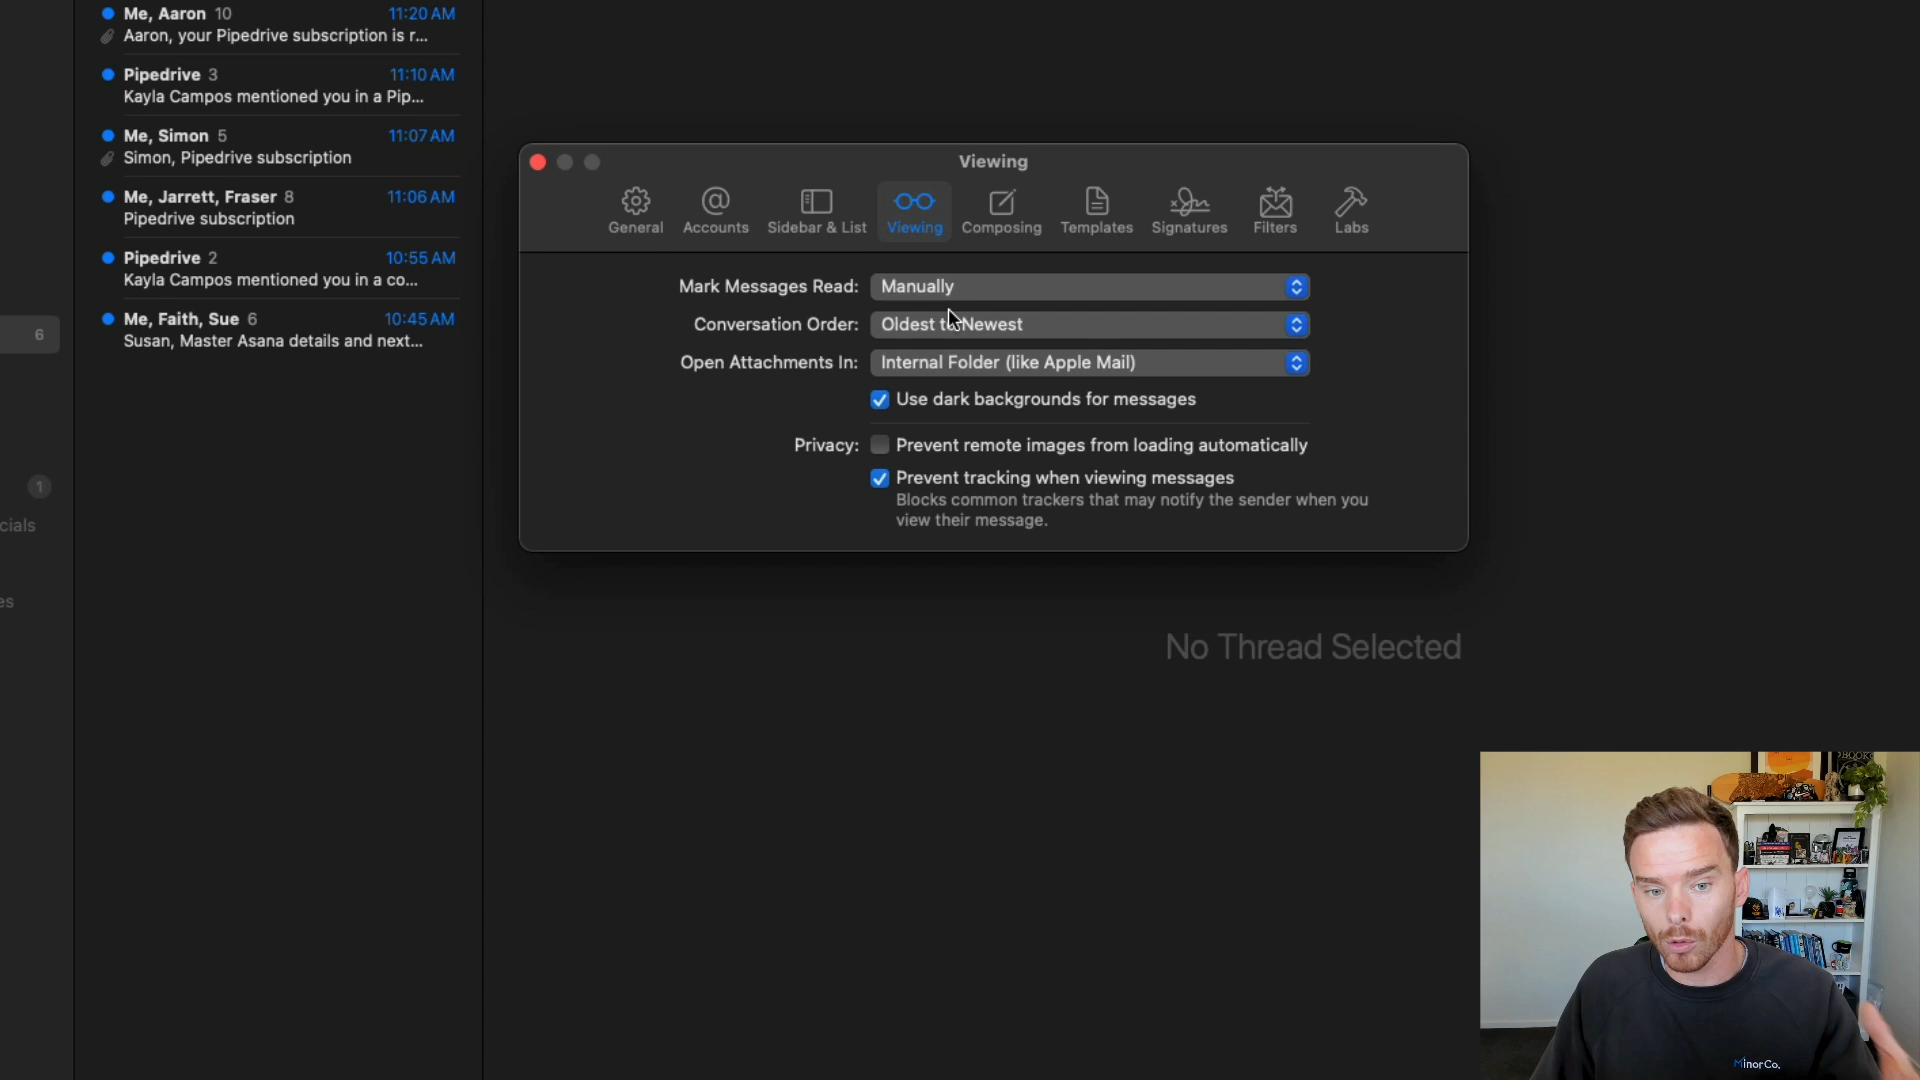 Me, Aaron 10 11:20 AM
Aaron, your Pipedrive subscription is r...
Pipedrive 3 11:10 AM
Kayla Campos mentioned you in a Pip...
Me, Simon 5 11:07 AM
Simon, Pipedrive subscription
Me, Jarrett, Fraser 8 11:06 AM
Pipedrive subscription
Pipedrive 2 10:55 AM
Kayla Campos mentioned you in a co...
Me, Faith, Sue 6 10:45 AM
Susan, Master Asana details and next...
6
1
cials
es
Viewing
General Accounts Sidebar & List Viewing Composing Templates Signatures Filters Labs
Mark Messages Read: Manually
Conversation Order: Oldest to Newest
Open Attachments In: Internal Folder (like Apple Mail)
Use dark backgrounds for messages
Privacy: Prevent remote images from loading automatically
Prevent tracking when viewing messages
Blocks common trackers that may notify the sender when you
view their message.
No Thread Selected
MinorCo.